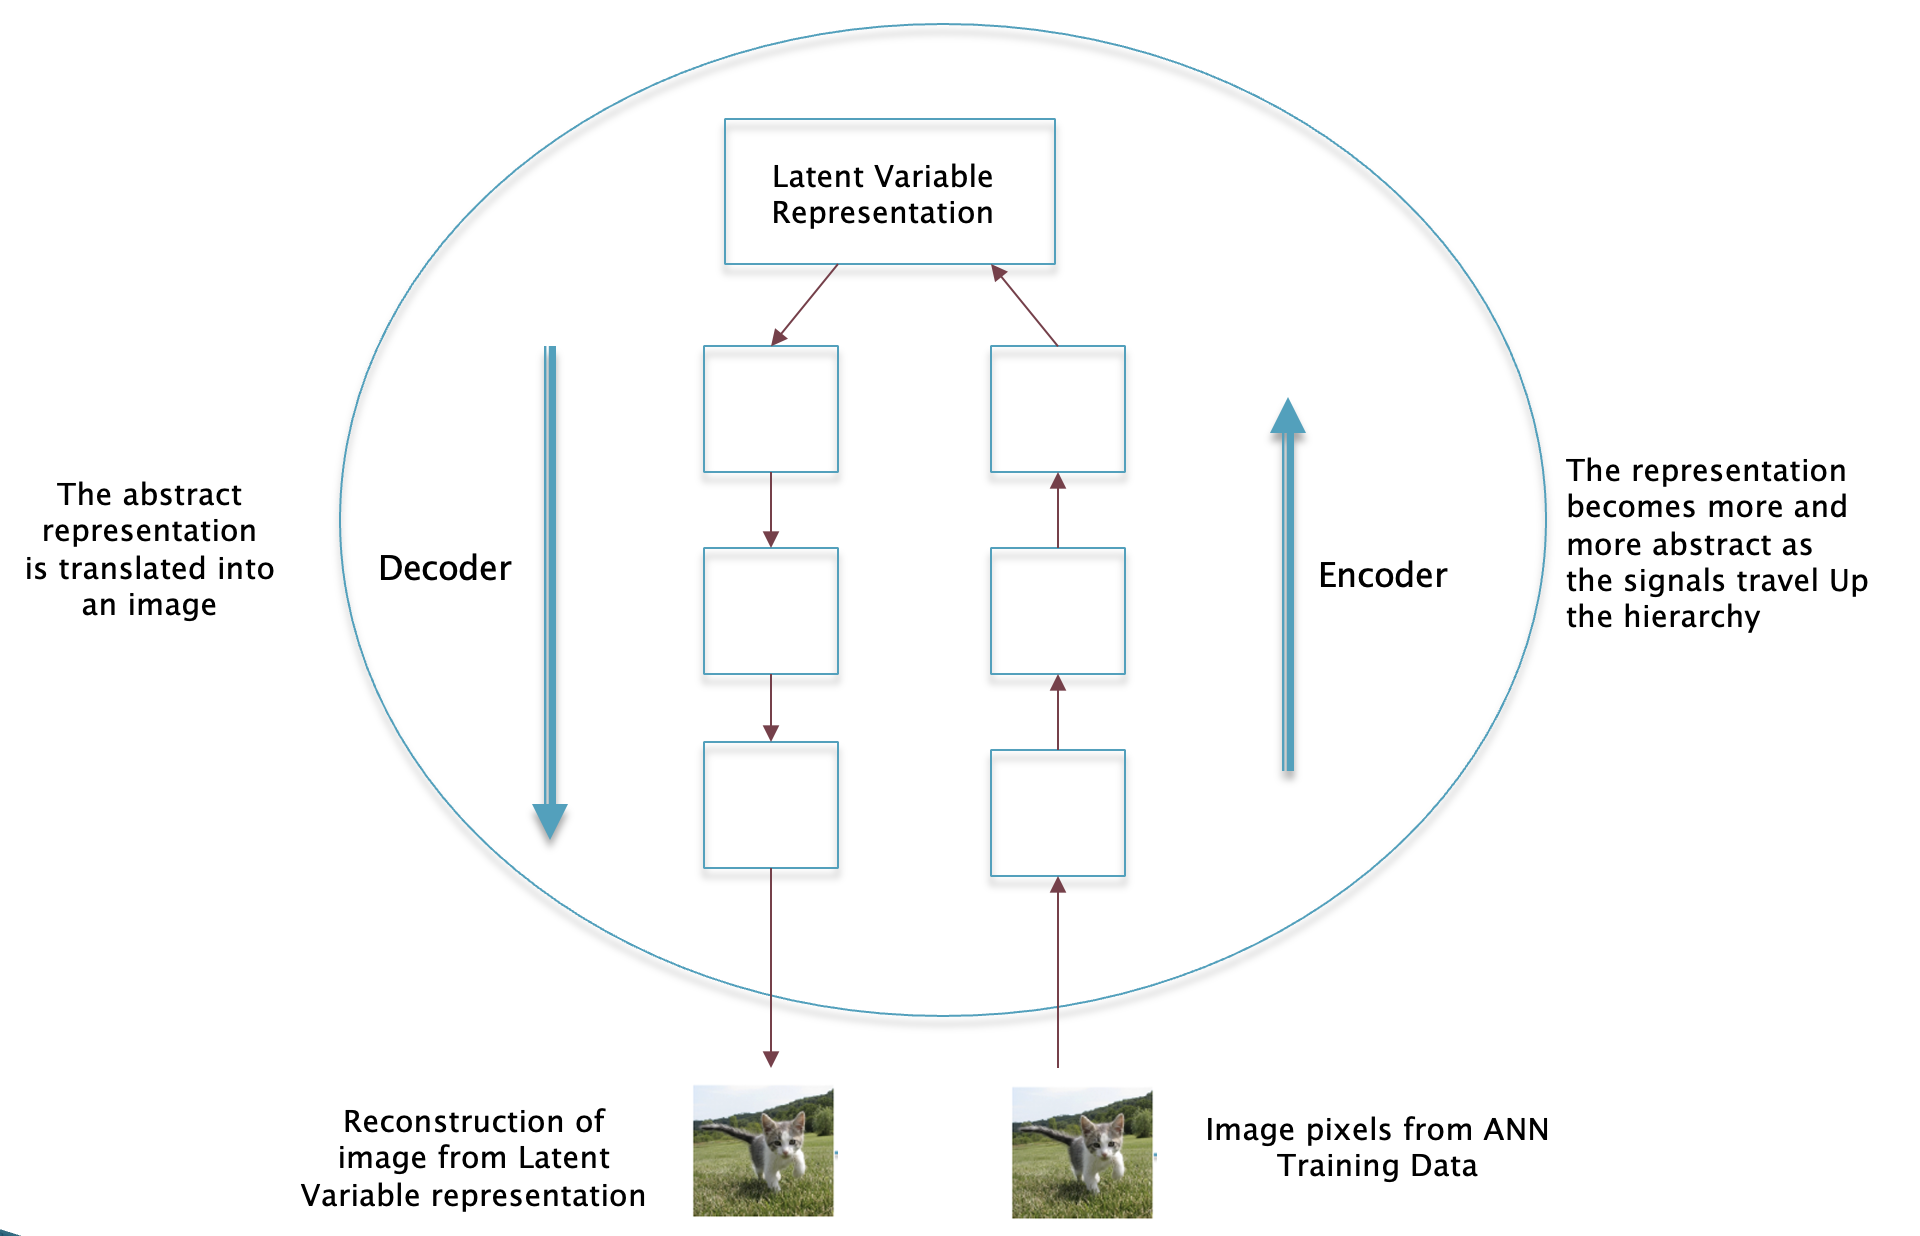 Latent Variable
Representation
The abstract
representation
is translated into
an image
Decoder
Encoder
The representation
becomes more and
more abstract as
the signals travel Up
the hierarchy
Reconstruction of
image from Latent
Variable representation
Image pixels from ANN
Training Data